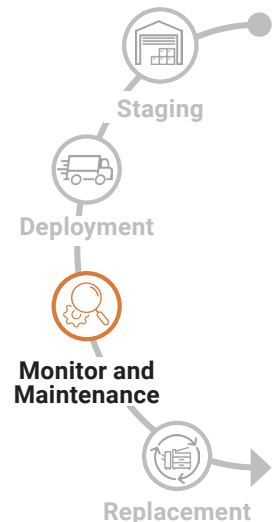 Staging
Deployment
Monitor and
Maintenance
Replacement